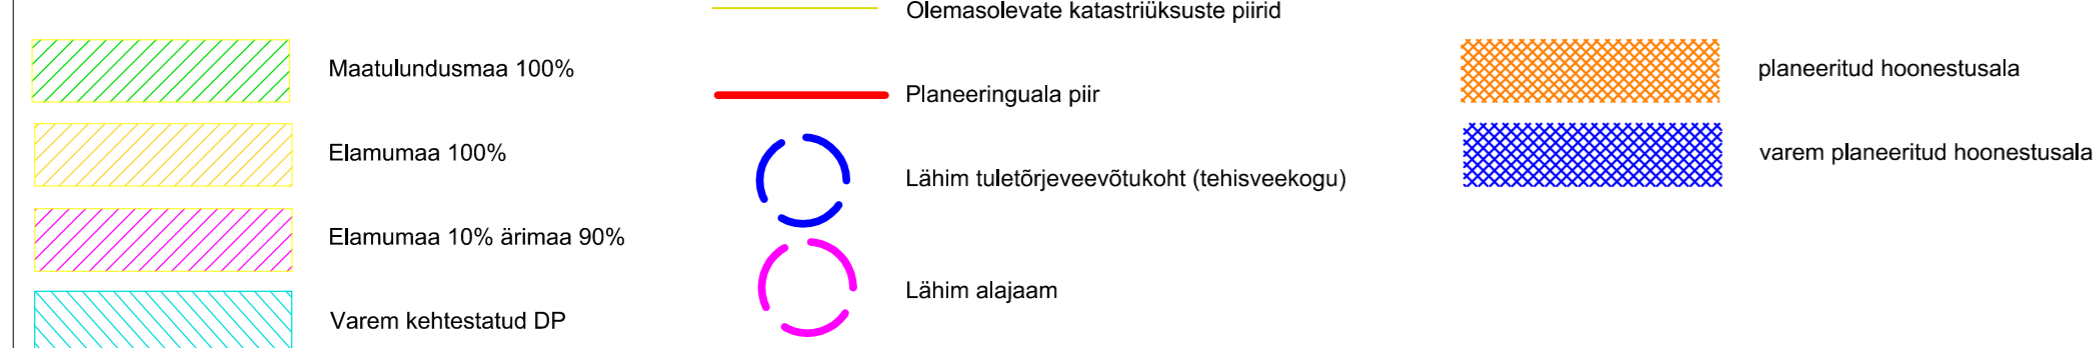 Maatulundusmaa 100%
Elamumaa 100%
Elamumaa 10% ärimaa 90%
Varem kehtestatud DP
Olemasolevate katastriüksuste piirid
Planeeringuala piir
Lähim tuletõrjeveevõtukoht (tehisveekogu)
Lähim alajaam
planeeritud hoonestusala
varem planeeritud hoonestusala